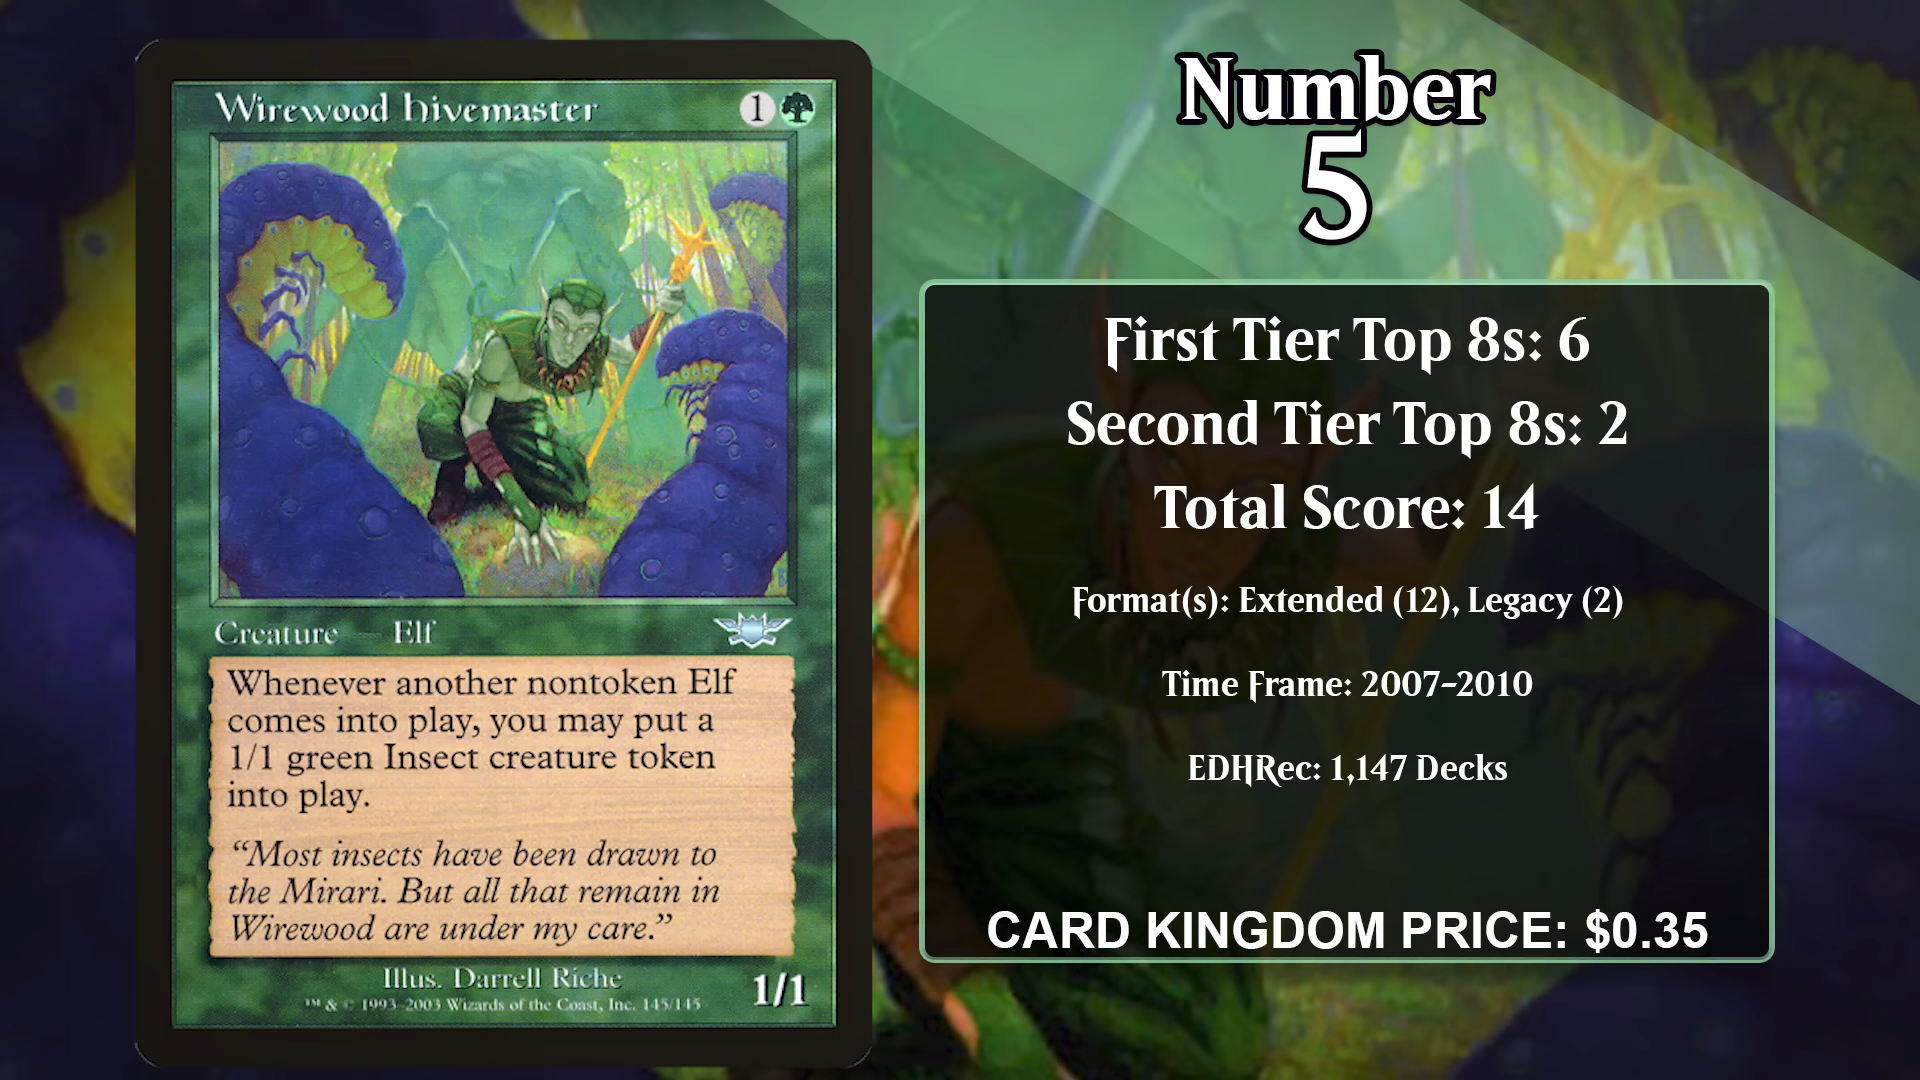 Wirewood Hivemaster 1
Creature — Elf
Whenever another nontoken Elf
comes into play, you may put a
1/1 green Insect creature token
into play.
“Most insects have been drawn to
the Mirari. But all that remain in
Wirewood are under my care.”
Illus. Darrell Riche
™ & © 1993–2003 Wizards of the Coast, Inc. 145/145
1/1
Number
5
First Tier Top 8s: 6
Second Tier Top 8s: 2
Total Score: 14
Format(s): Extended (12), Legacy (2)
Time Frame: 2007–2010
EDHRec: 1,147 Decks
CARD KINGDOM PRICE: $0.35